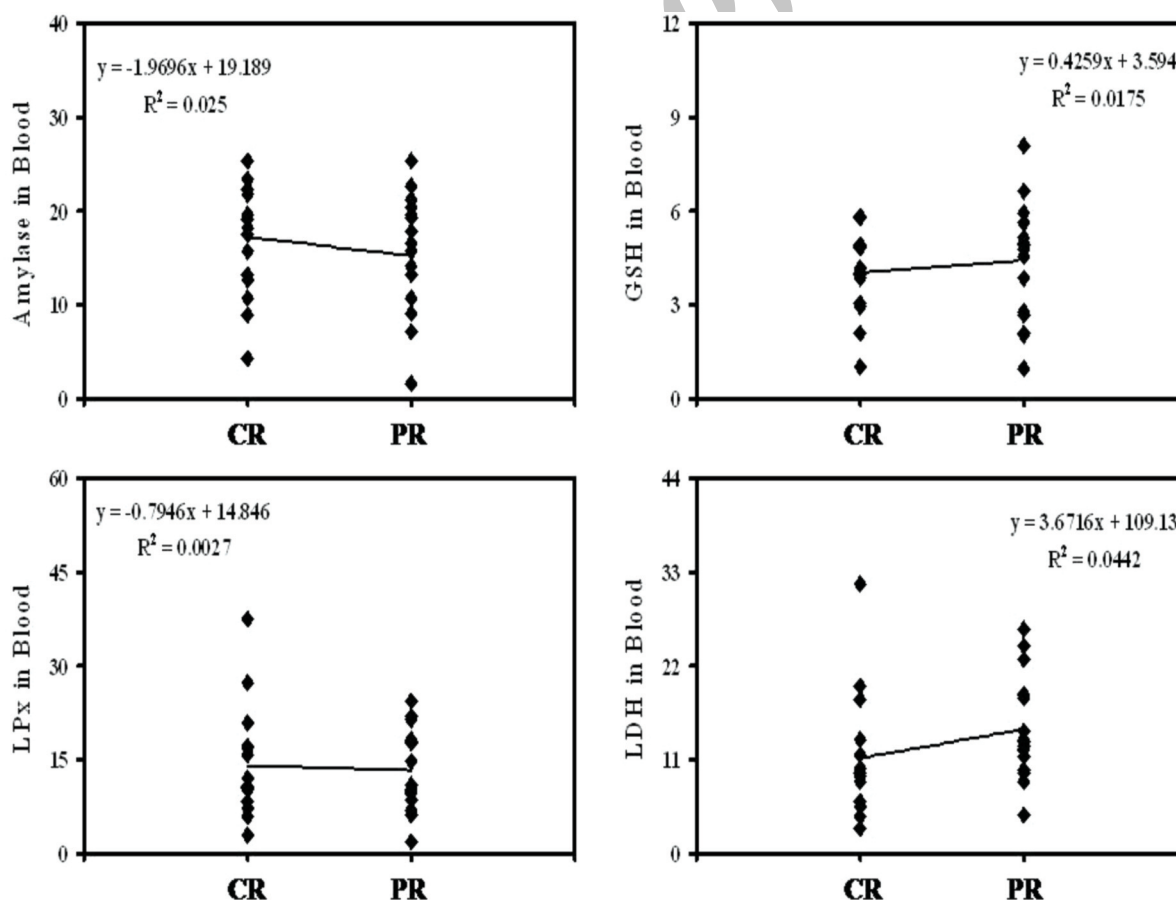 40
30
20
10
0
Amylase in Blood
y = -1.9696x + 19.189
R² = 0.025
CR PR
12
9
6
3
0
GSH in Blood
y = 0.4259x + 3.594
R² = 0.0175
CR PR
60
45
30
15
0
LPx in Blood
y = -0.7946x + 14.846
R² = 0.0027
CR PR
44
33
22
11
0
LDH in Blood
y = 3.6716x + 109.13
R² = 0.0442
CR PR